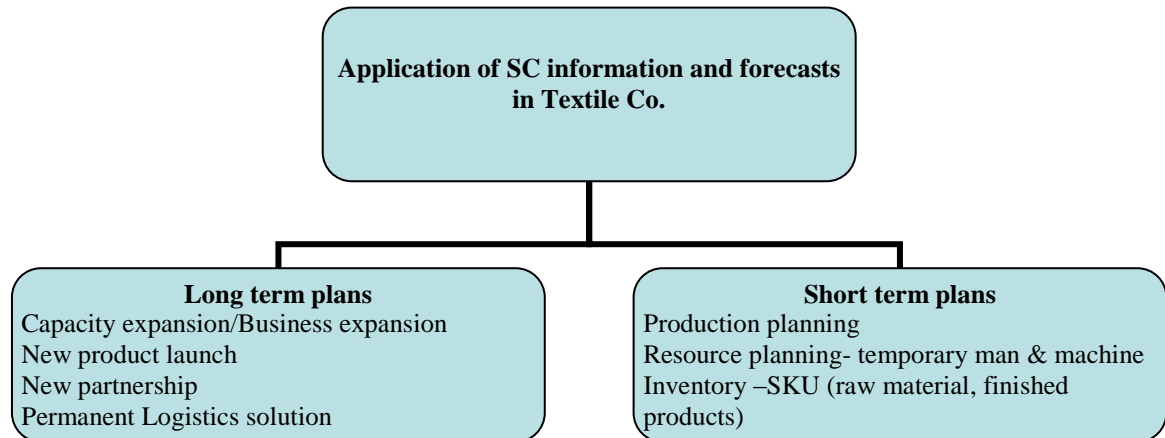 Application of SC information and forecasts
in Textile Co.
Long term plans
Capacity expansion/Business expansion
New product launch
New partnership
Permanent Logistics solution
Short term plans
Production planning
Resource planning- temporary man & machine
Inventory –SKU (raw material, finished
products)